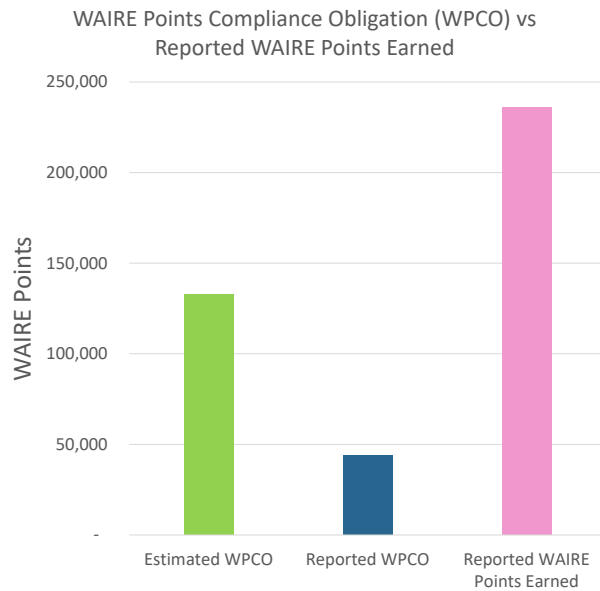 WAIRE Points Compliance Obligation (WPCO) vs
Reported WAIRE Points Earned
250,000
200,000
150,000
100,000
50,000
-
WAIRE Points
Estimated WPCO
Reported WPCO
Reported WAIRE
Points Earned